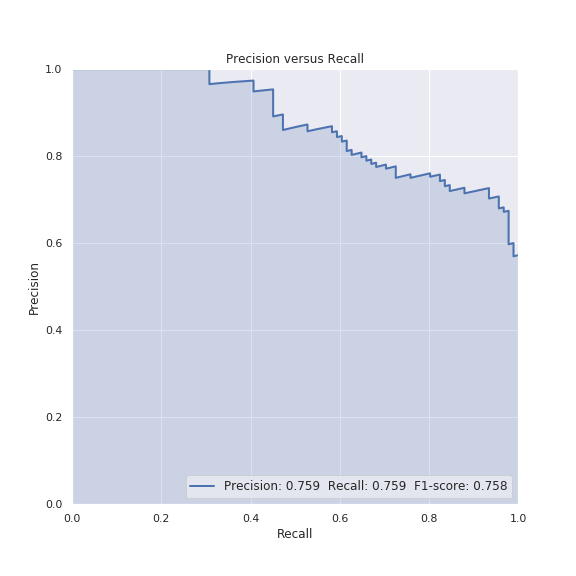 Precision versus Recall
1.0
0.8
0.6
0.4
0.2
0.0
Precision
Precision: 0.759 Recall: 0.759 F1-score: 0.758
0.0 0.2 0.4 0.6 0.8 1.0
Recall